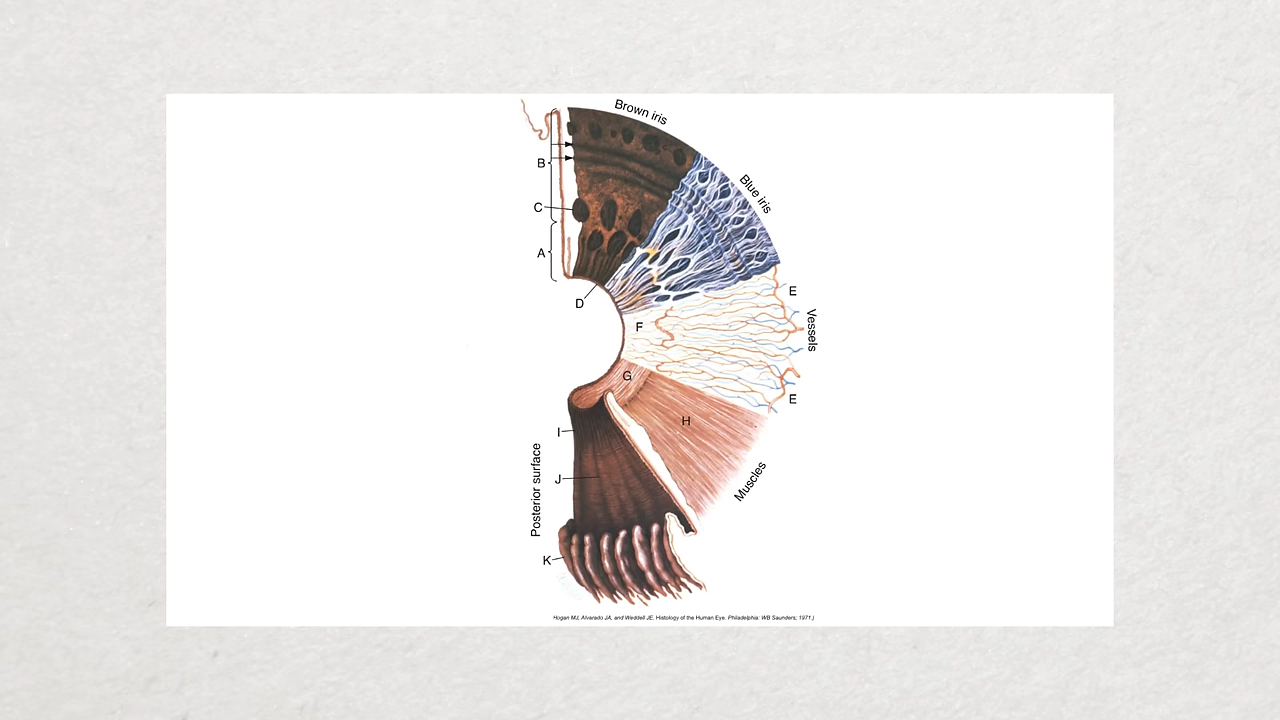 Brown iris
Blue iris
B
C
A
D
E
F
Vessels
G
E
H
I
Muscles
J
Posterior surface
K
Hogan MJ, Alvarado JA, and Weddell JE. Histology of the Human Eye. Philadelphia: WB Saunders; 1971.)